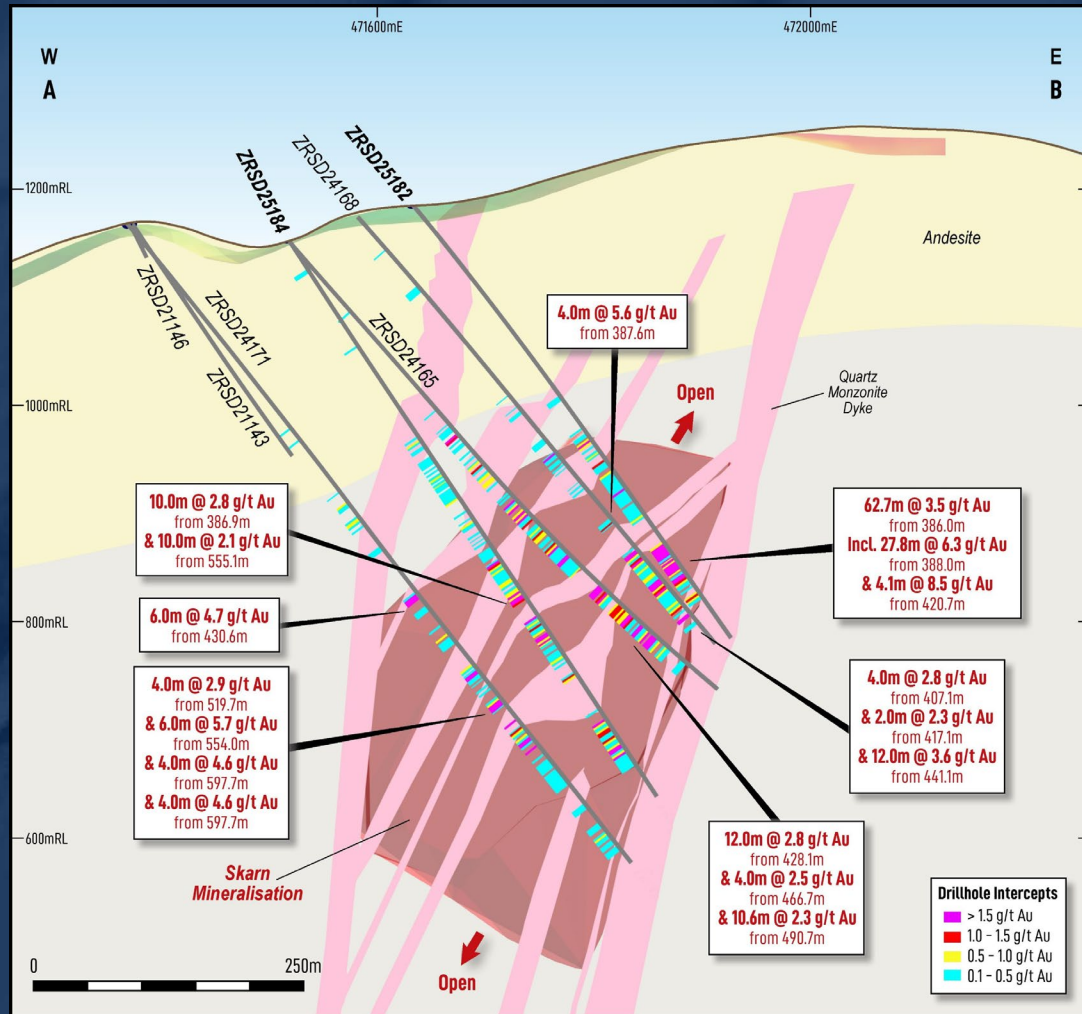 471600mE
472000mE
W
A
E
B
1200mRL
1000mRL
800mRL
600mRL
ZRSD25184
ZRSD24168
ZRSD25182
ZRSD21146
ZRSD24171
ZRSD21143
ZRSD24165
Andesite
Quartz
Monzonite
Dyke
Open
4.0m @ 5.6 g/t Au
from 387.6m
10.0m @ 2.8 g/t Au
from 386.9m
& 10.0m @ 2.1 g/t Au
from 555.1m
6.0m @ 4.7 g/t Au
from 430.6m
4.0m @ 2.9 g/t Au
from 519.7m
& 6.0m @ 5.7 g/t Au
from 554.0m
& 4.0m @ 4.6 g/t Au
from 597.7m
& 4.0m @ 4.6 g/t Au
from 597.7m
62.7m @ 3.5 g/t Au
from 386.0m
Incl. 27.8m @ 6.3 g/t Au
from 388.0m
& 4.1m @ 8.5 g/t Au
from 420.7m
4.0m @ 2.8 g/t Au
from 407.1m
& 2.0m @ 2.3 g/t Au
from 417.1m
& 12.0m @ 3.6 g/t Au
from 441.1m
12.0m @ 2.8 g/t Au
from 428.1m
& 4.0m @ 2.5 g/t Au
from 466.7m
& 10.6m @ 2.3 g/t Au
from 490.7m
Skarn
Mineralisation
Open
0
250m
Drillhole Intercepts
> 1.5 g/t Au
1.0 - 1.5 g/t Au
0.5 - 1.0 g/t Au
0.1 - 0.5 g/t Au